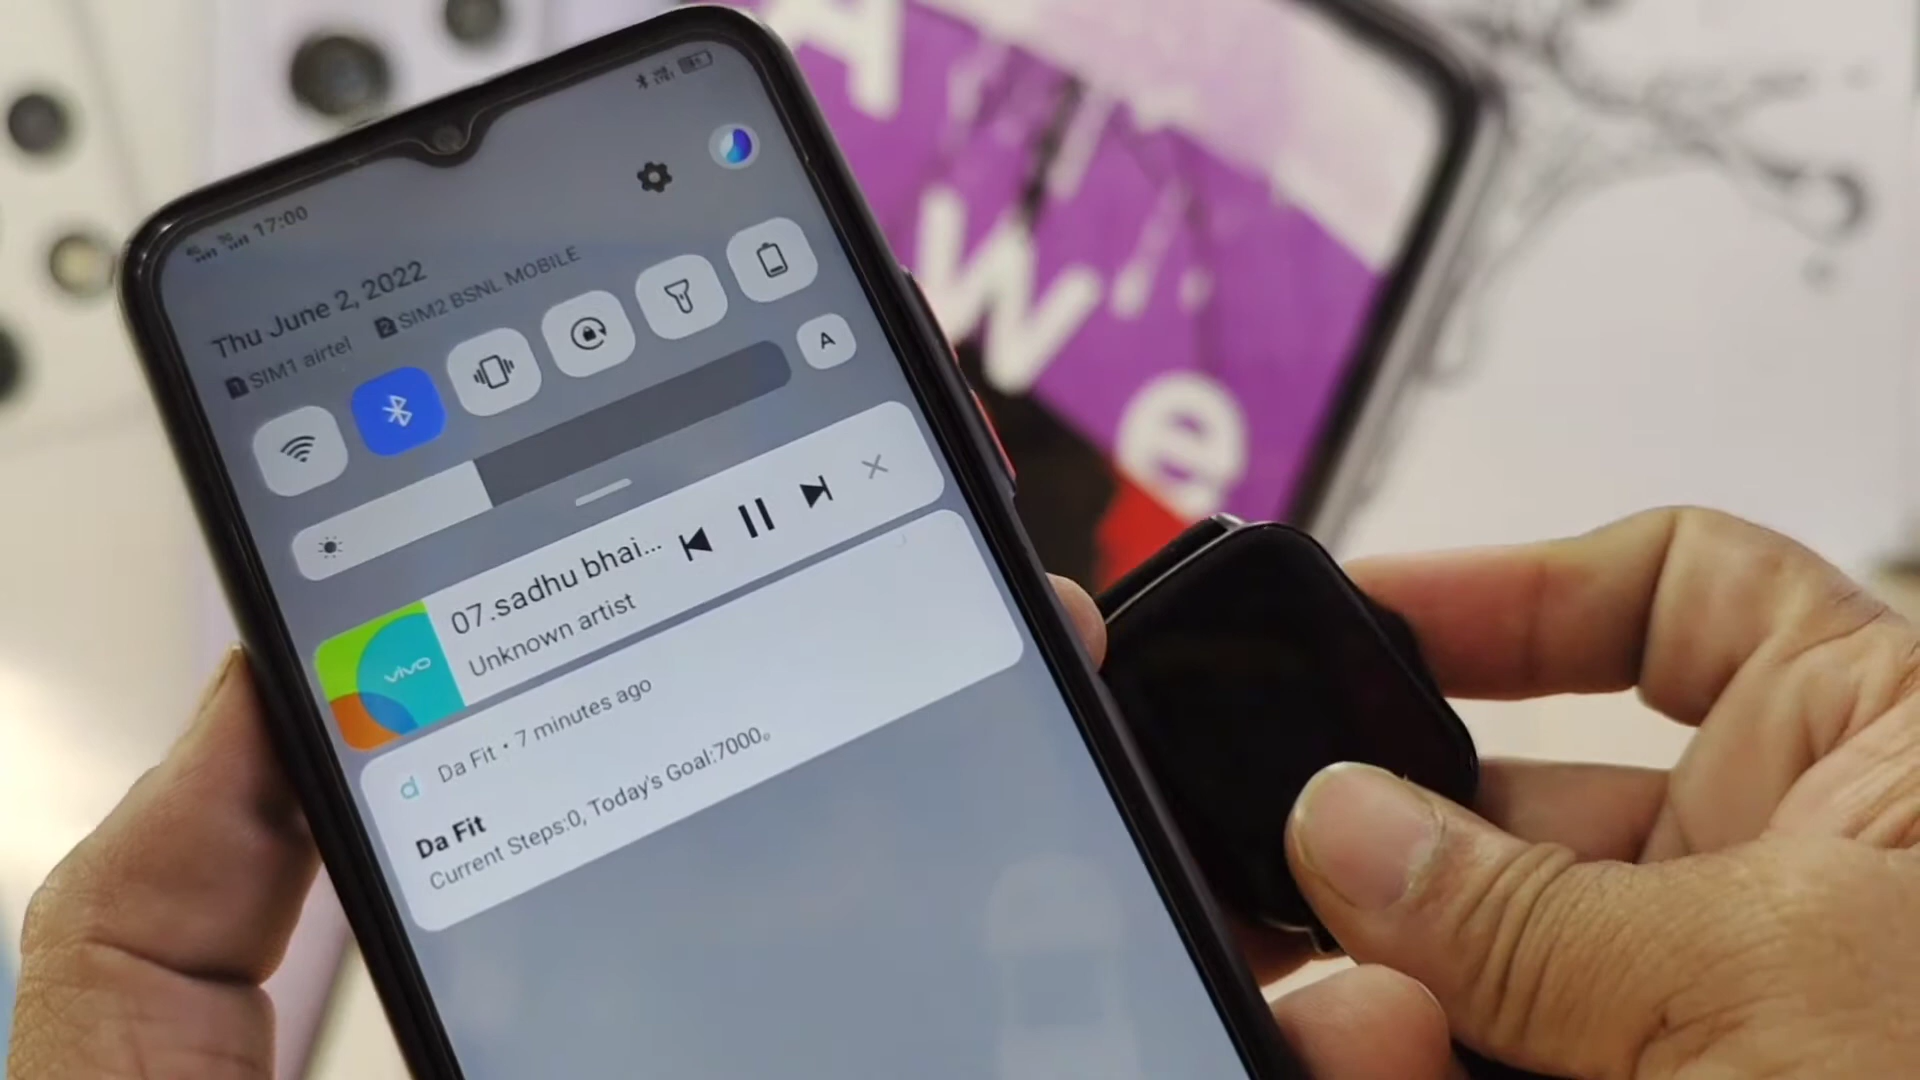 17:00
Thu June 2, 2022
SIM1 airtel SIM2 BSNL MOBILE
A
07.sadhu bhai...
Unknown artist
vivo
Da Fit • 7 minutes ago
Da Fit
Current Steps:0, Today's Goal:7000。
A
w
e